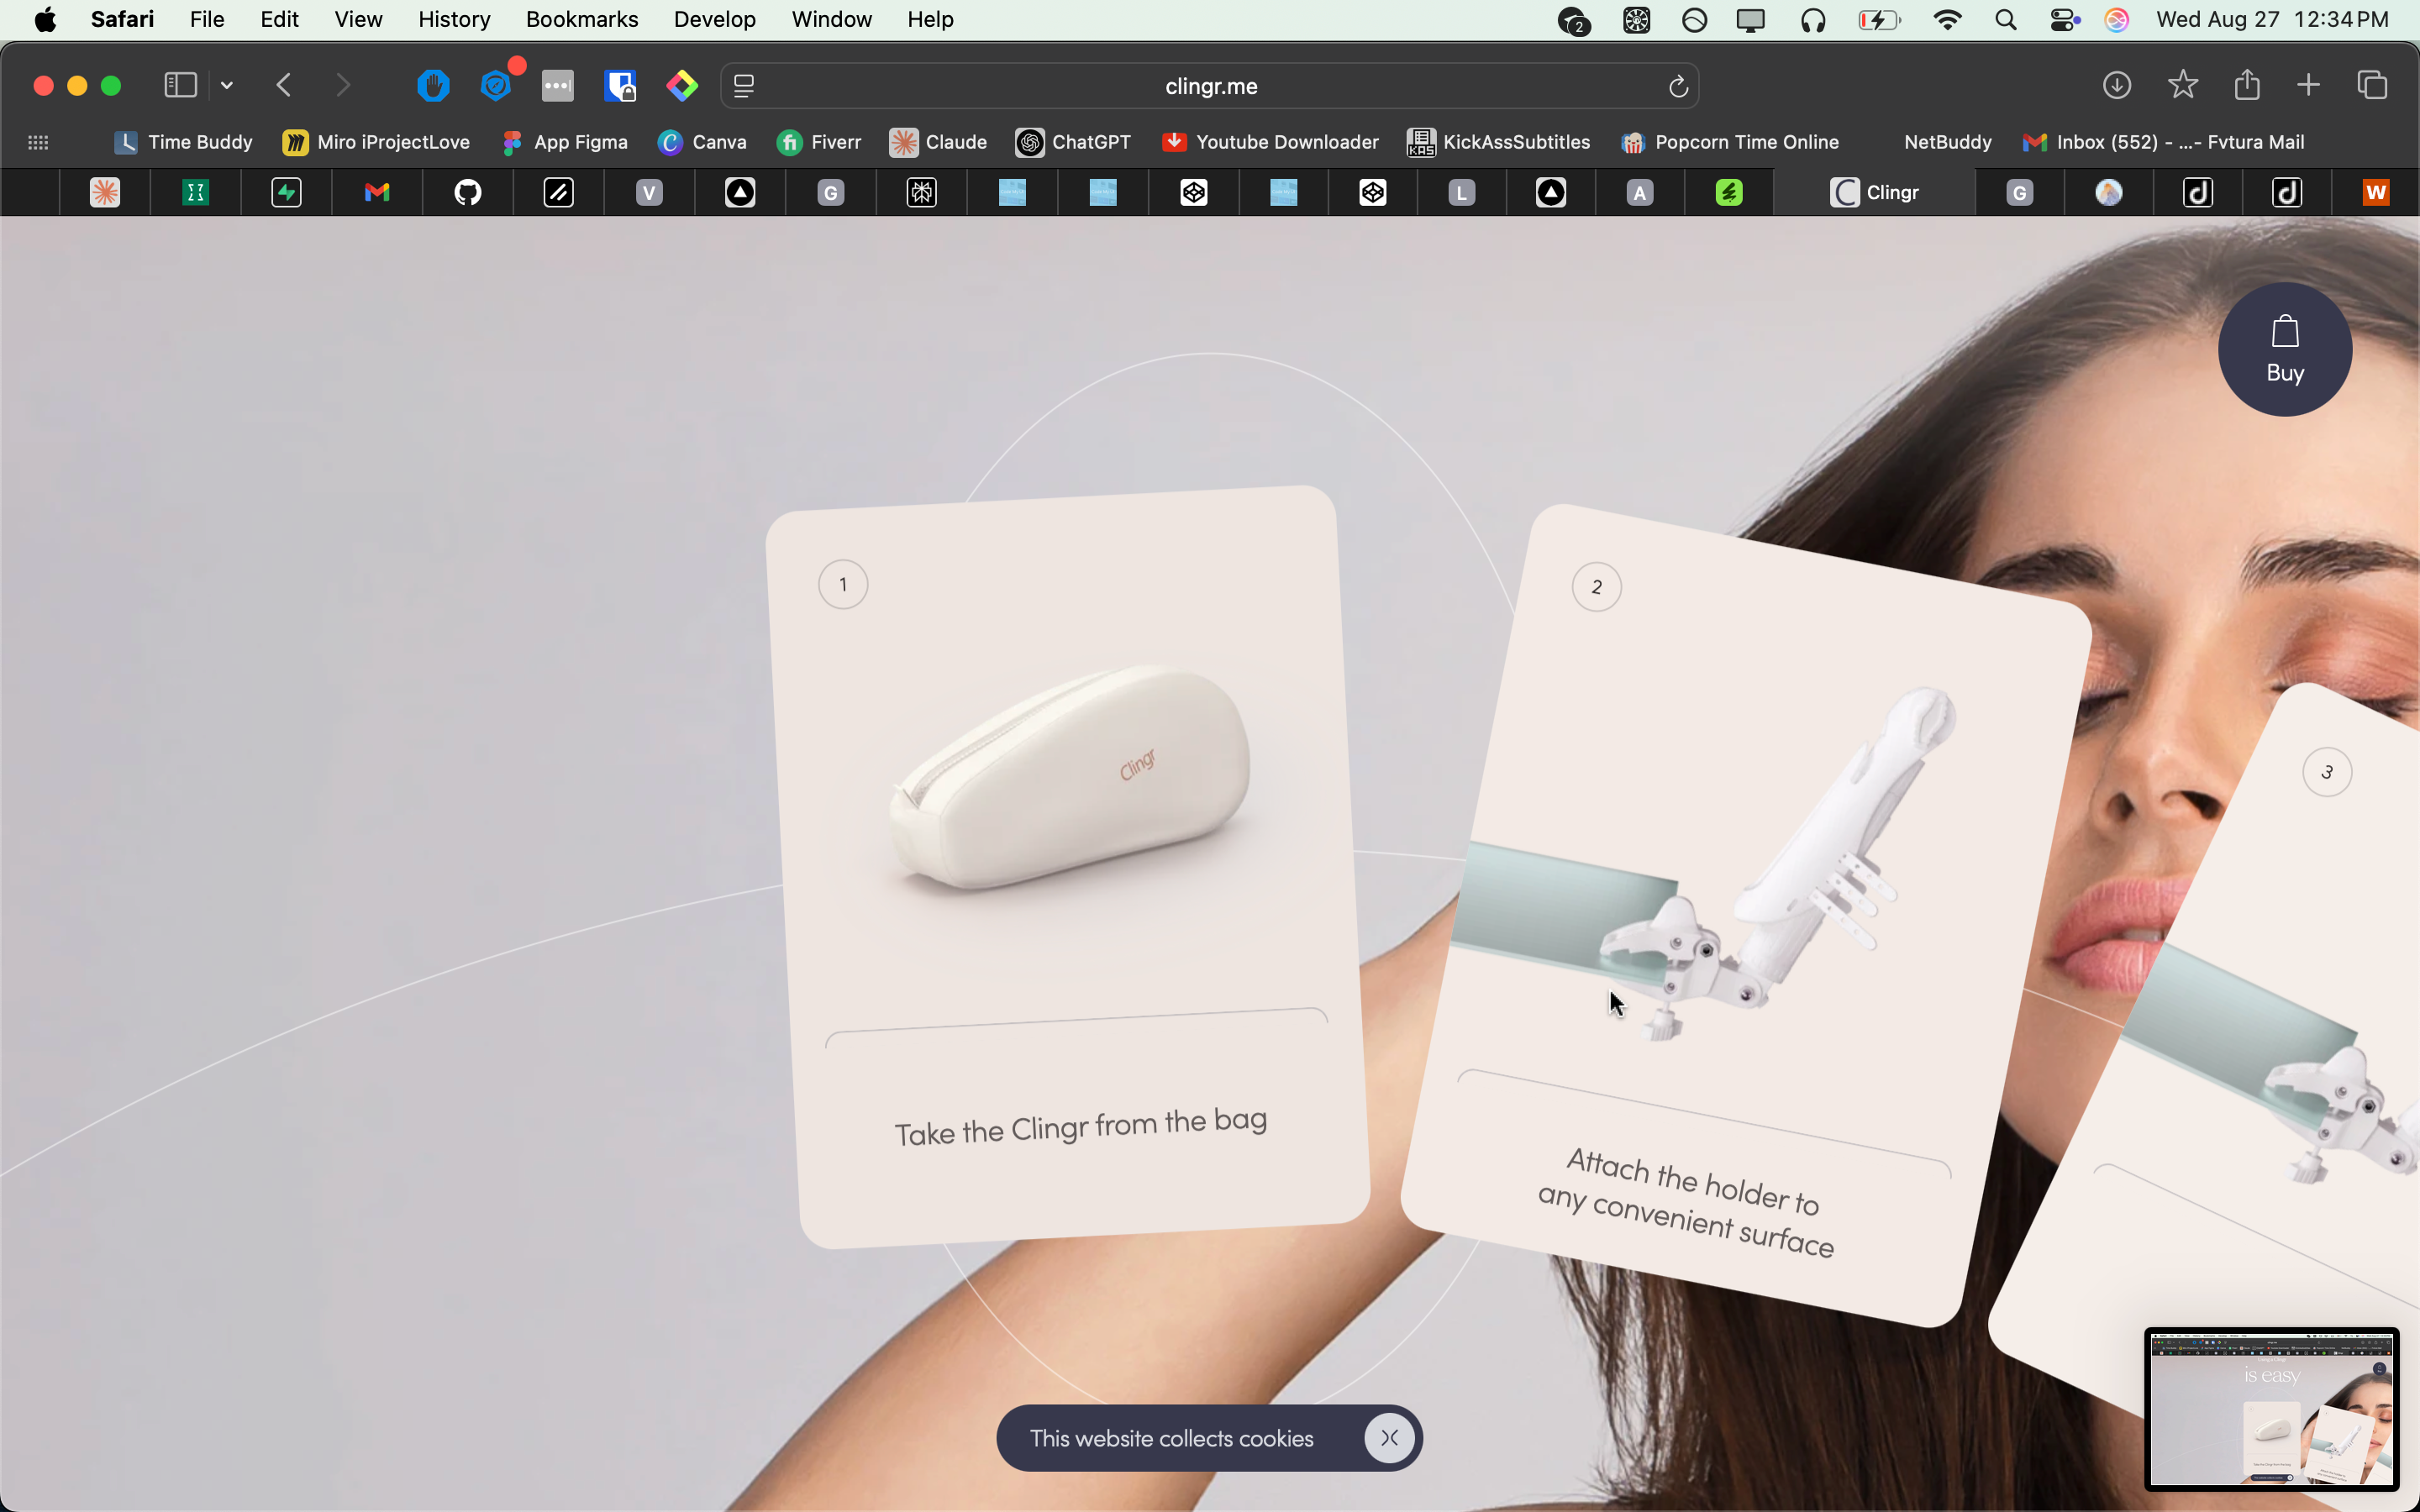 Safari File Edit View History Bookmarks Develop Window Help
2
Wed Aug 27 12:34 PM
clingr.me
Time Buddy
Miro iProjectLove
App Figma
Canva
Fiverr
Claude
ChatGPT
Youtube Downloader
KAS
KickAssSubtitles
Popcorn Time Online
NetBuddy
Inbox (552) - ...- Fvtura Mail
V
G
L
A
Clingr
G
W
Buy
1
Clingr
Take the Clingr from the bag
2
Attach the holder to
any convenient surface
3
This website collects cookies
is easy